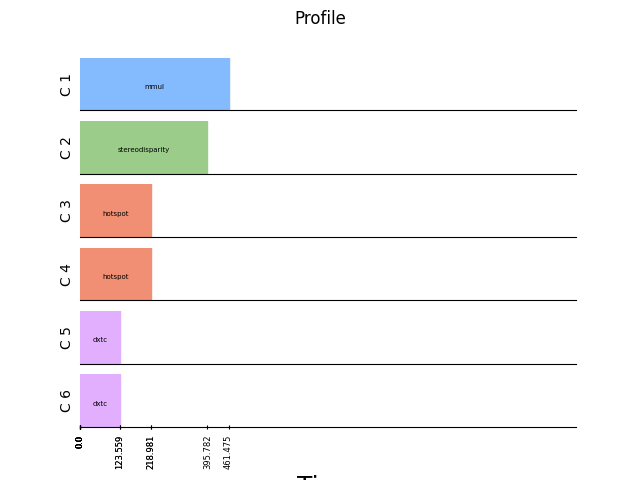 Profile
C 1
mmul
C 2
stereodisparity
C 3
hotspot
C 4
hotspot
C 5
dxtc
C 6
dxtc
0.0
123.559
218.981
395.782
461.475